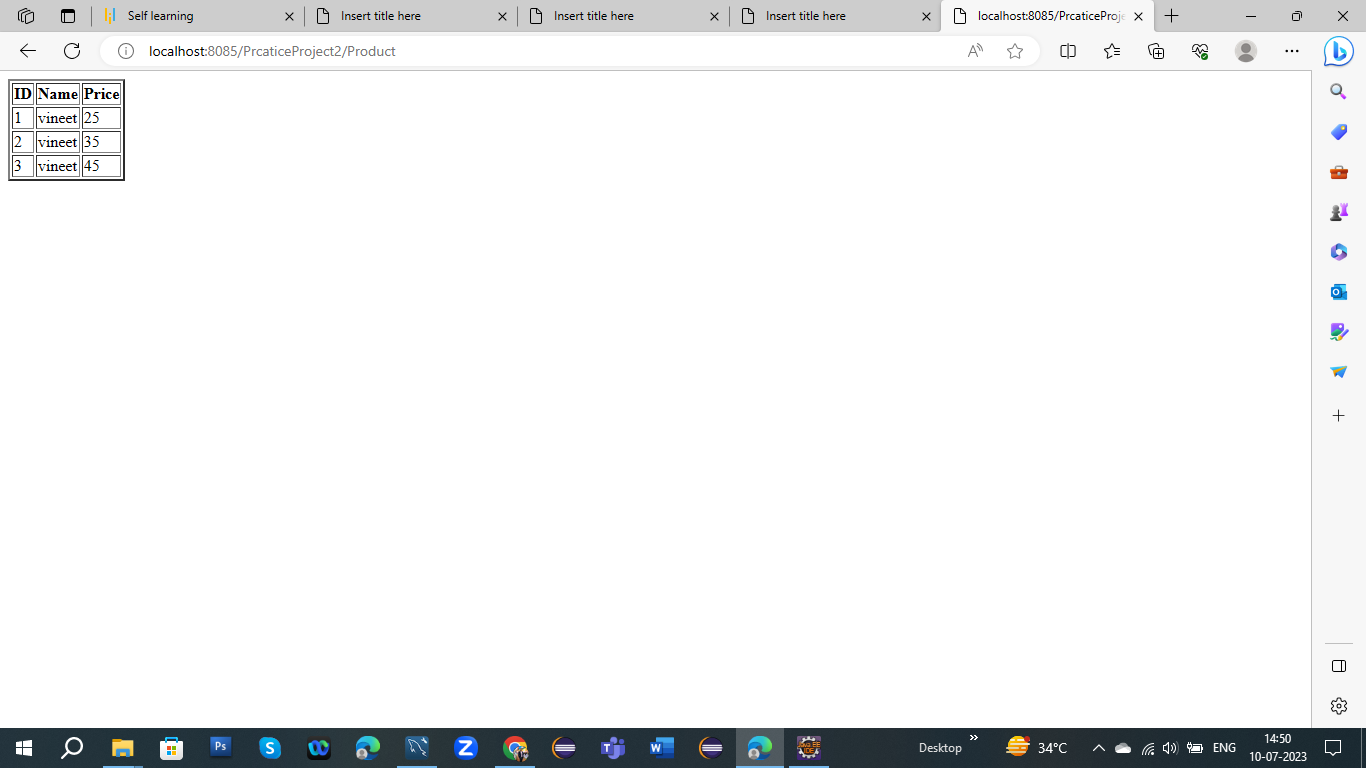 Self learning
Insert title here
Insert title here
Insert title here
localhost:8085/PrcaticeProje
localhost:8085/PrcaticeProject2/Product
ID Name Price
1 vineet 25
2 vineet 35
3 vineet 45
Desktop
34°C
ENG
14:50
10-07-2023